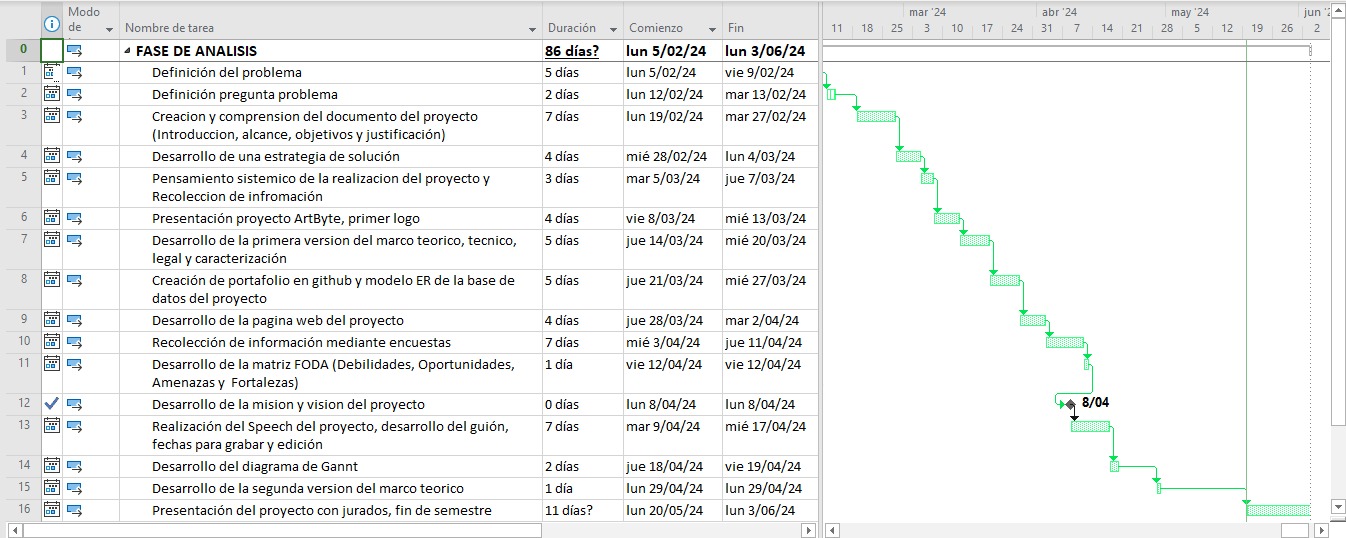 Modo de
Nombre de tarea
Duración
Comienzo
Fin
0 FASE DE ANALISIS 86 días? lun 5/02/24 lun 3/06/24
1 Definición del problema 5 días lun 5/02/24 vie 9/02/24
2 Definición pregunta problema 2 días lun 12/02/24 mar 13/02/24
3 Creacion y comprension del documento del proyecto 7 días lun 19/02/24 mar 27/02/24
(Introduccion, alcance, objetivos y justificación)
4 Desarrollo de una estrategia de solución 4 días mié 28/02/24 lun 4/03/24
5 Pensamiento sistemico de la realizacion del proyecto y 3 días mar 5/03/24 jue 7/03/24
Recoleccion de infromación
6 Presentación proyecto ArtByte, primer logo 4 días vie 8/03/24 mié 13/03/24
7 Desarrollo de la primera version del marco teorico, tecnico, 5 días jue 14/03/24 mié 20/03/24
legal y caracterización
8 Creación de portafolio en github y modelo ER de la base de 5 días jue 21/03/24 mié 27/03/24
datos del proyecto
9 Desarrollo de la pagina web del proyecto 4 días jue 28/03/24 mar 2/04/24
10 Recolección de información mediante encuestas 7 días mié 3/04/24 jue 11/04/24
11 Desarrollo de la matriz FODA (Debilidades, Oportunidades, 1 día vie 12/04/24 vie 12/04/24
Amenazas y Fortalezas)
12 Desarrollo de la mision y vision del proyecto 0 días lun 8/04/24 lun 8/04/24
13 Realización del Speech del proyecto, desarrollo del guión, 7 días mar 9/04/24 mié 17/04/24
fechas para grabar y edición
14 Desarrollo del diagrama de Gannt 2 días jue 18/04/24 vie 19/04/24
15 Desarrollo de la segunda version del marco teorico 1 día lun 29/04/24 lun 29/04/24
16 Presentación del proyecto con jurados, fin de semestre 11 días? lun 20/05/24 lun 3/06/24
mar '24 abr '24 may '24 jun
11 18 25 3 10 17 24 31 7 14 21 28 5 12 19 26 2
8/04